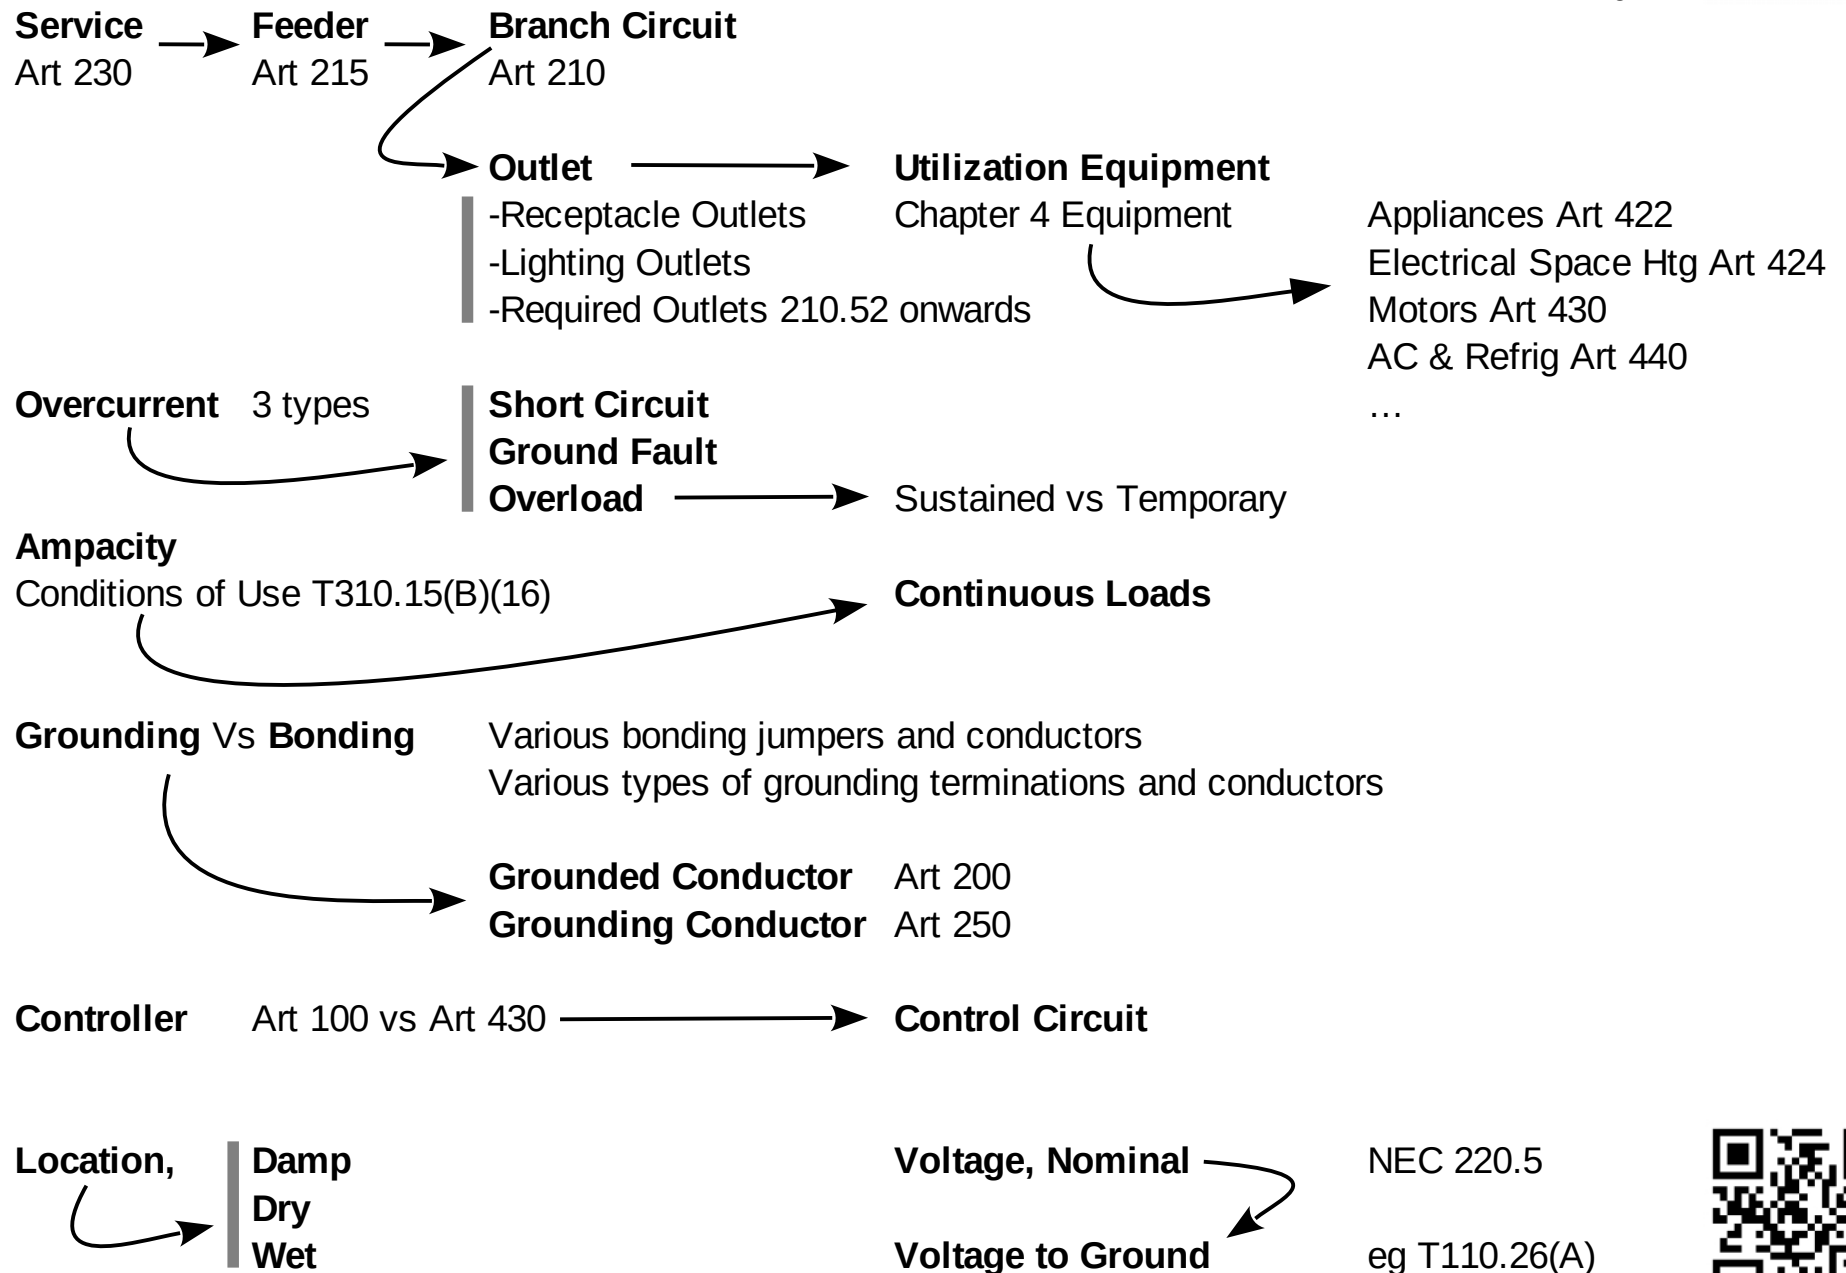 Service Feeder Branch Circuit
Art 230 Art 215 Art 210
Outlet Utilization Equipment
-Receptacle Outlets Chapter 4 Equipment Appliances Art 422
-Lighting Outlets Electrical Space Htg Art 424
-Required Outlets 210.52 onwards Motors Art 430
AC & Refrig Art 440
Overcurrent 3 types Short Circuit …
Ground Fault
Overload Sustained vs Temporary
Ampacity
Conditions of Use T310.15(B)(16) Continuous Loads
Grounding Vs Bonding Various bonding jumpers and conductors
Various types of grounding terminations and conductors
Grounded Conductor Art 200
Grounding Conductor Art 250
Controller Art 100 vs Art 430 Control Circuit
Location, Damp Voltage, Nominal NEC 220.5
Dry
Wet Voltage to Ground eg T110.26(A)